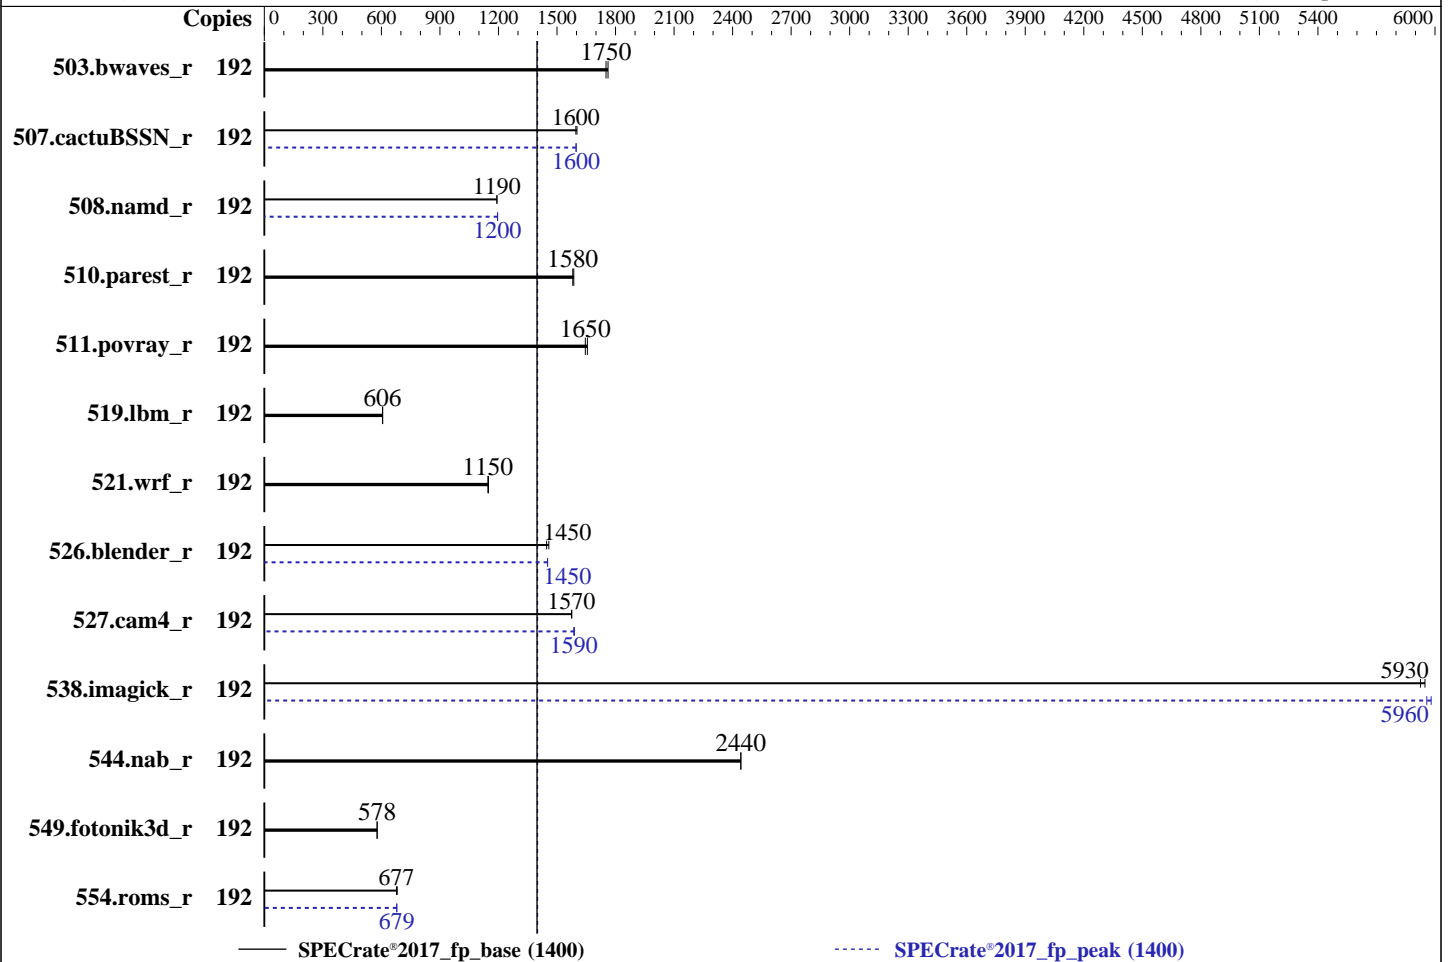 Copies 0 300 600 900 1200 1500 1800 2100 2400 2700 3000 3300 3600 3900 4200 4500 4800 5100 5400 6000
1750
503.bwaves_r 192
1600
507.cactuBSSN_r 192
1600
1190
508.namd_r 192
1200
1580
510.parest_r 192
1650
511.povray_r 192
606
519.lbm_r 192
1150
521.wrf_r 192
1450
526.blender_r 192
1450
1570
527.cam4_r 192
1590
5930
538.imagick_r 192
5960
2440
544.nab_r 192
578
549.fotonik3d_r 192
677
554.roms_r 192
679
SPECrate®2017_fp_base (1400) SPECrate®2017_fp_peak (1400)